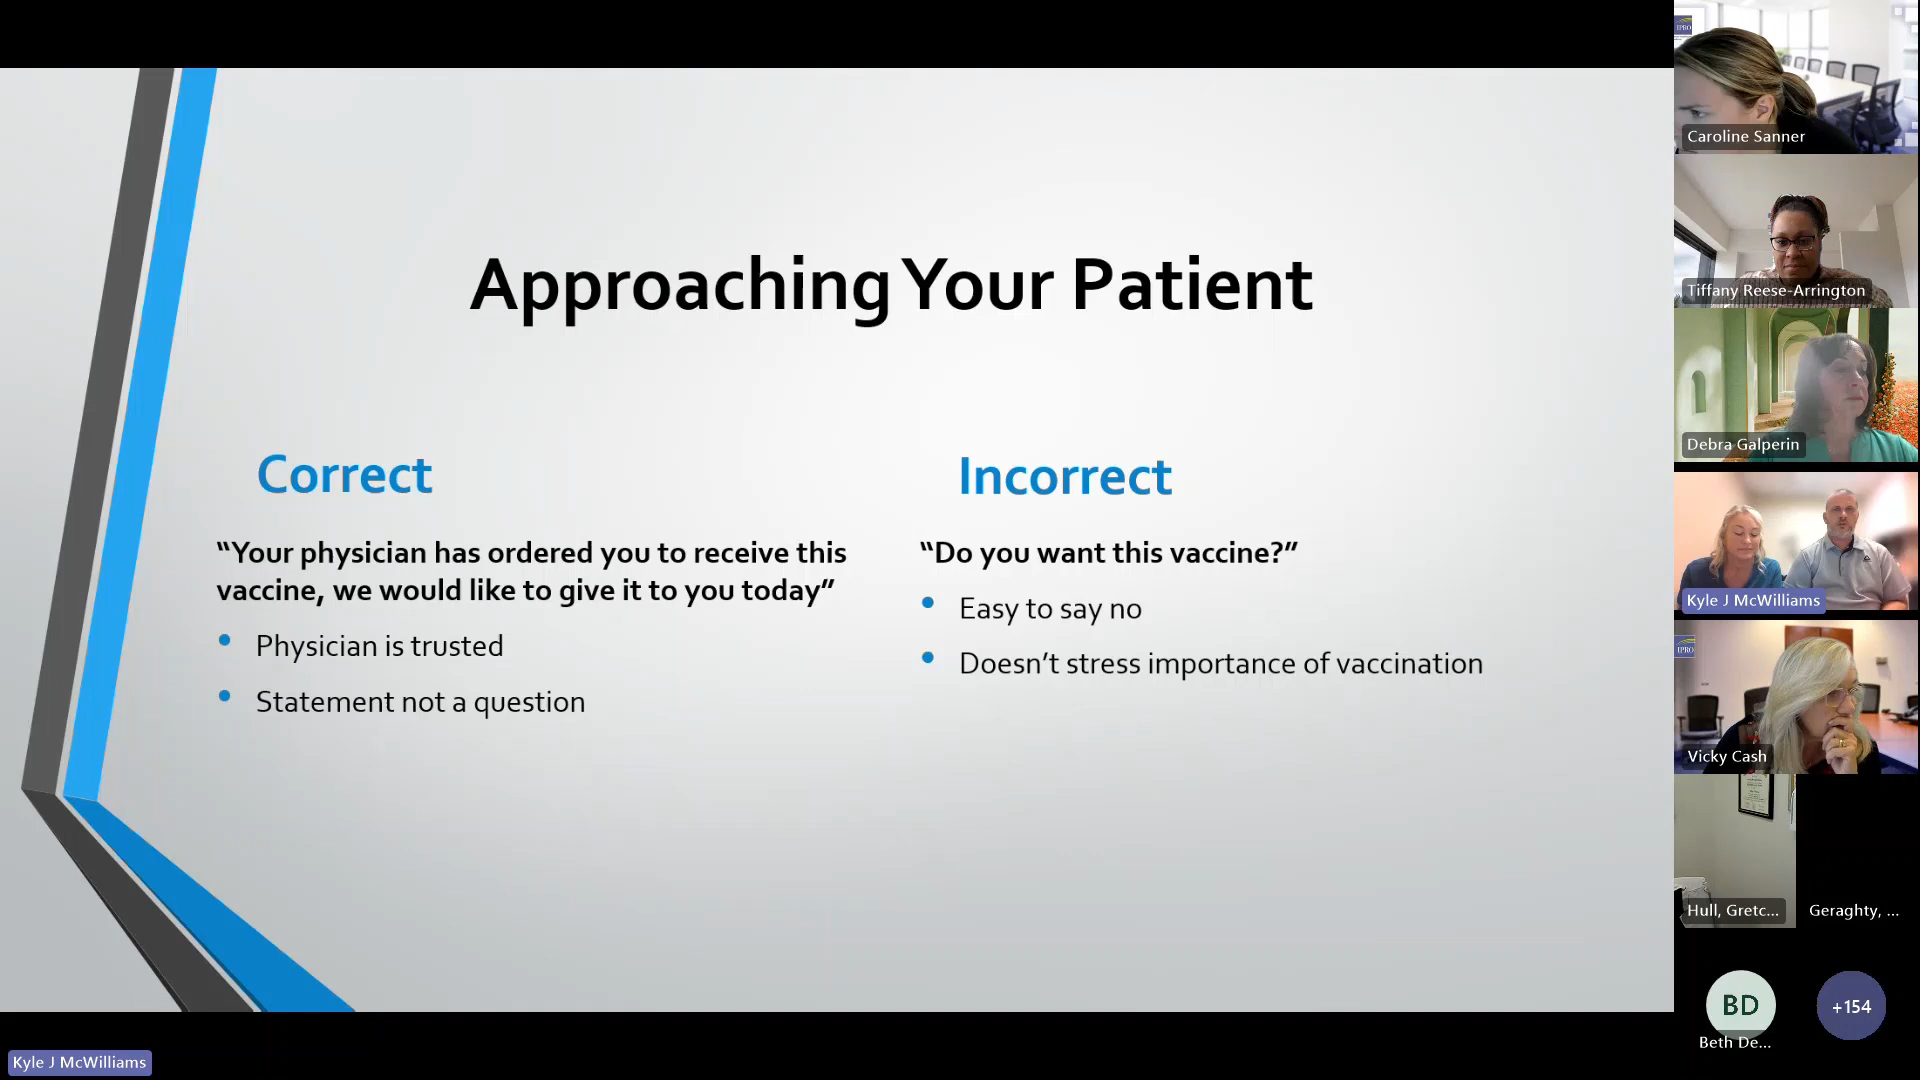 Approaching Your Patient
Correct
“Your physician has ordered you to receive this
vaccine, we would like to give it to you today”
Physician is trusted
Statement not a question
Incorrect
“Do you want this vaccine?”
Easy to say no
Doesn’t stress importance of vaccination
IPRO
Caroline Sanner
Tiffany Reese-Arrington
Debra Galperin
Kyle J McWilliams
IPRO
Vicky Cash
Hull, Gretc...
Geraghty, ...
BD
Beth De...
+154
Kyle J McWilliams